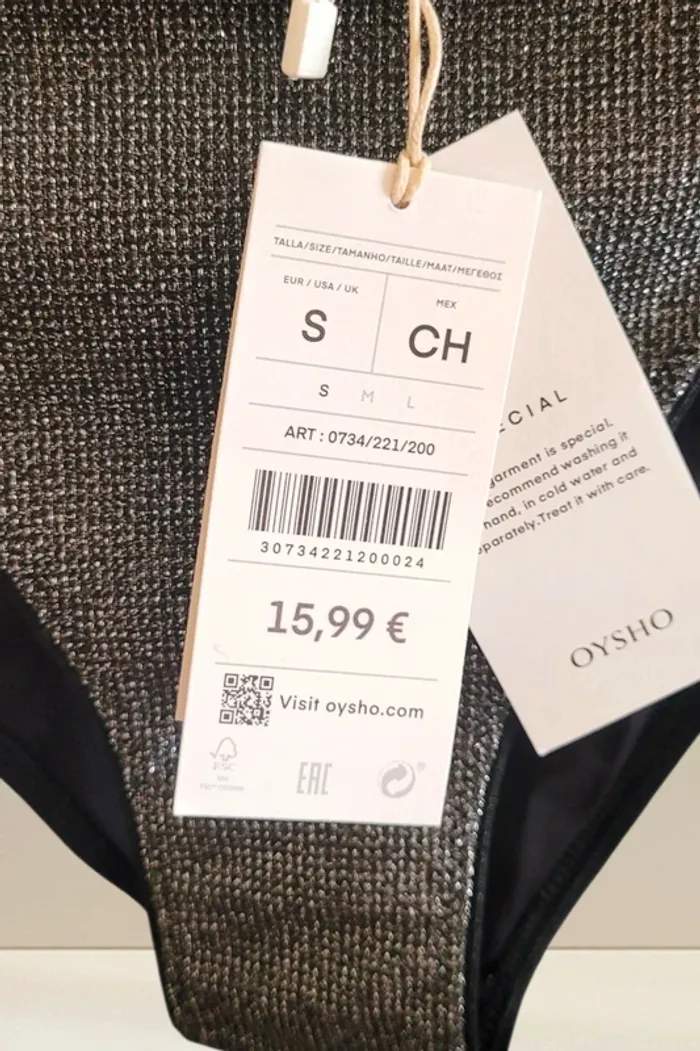 TALLA/SIZE/TAMANHO/TAILLE/MAAT/ΜΕΓΕΘΟΣ
EUR / USA / UK
S
MEX
CH
S M L
ART : 0734/221/200
30734221200024
15,99 €
Visit oysho.com
FSC
EAC
®
ECIAL
garment is special.
ecommend washing it
hand, in cold water and
parately.Treat it with care.
OYSHO